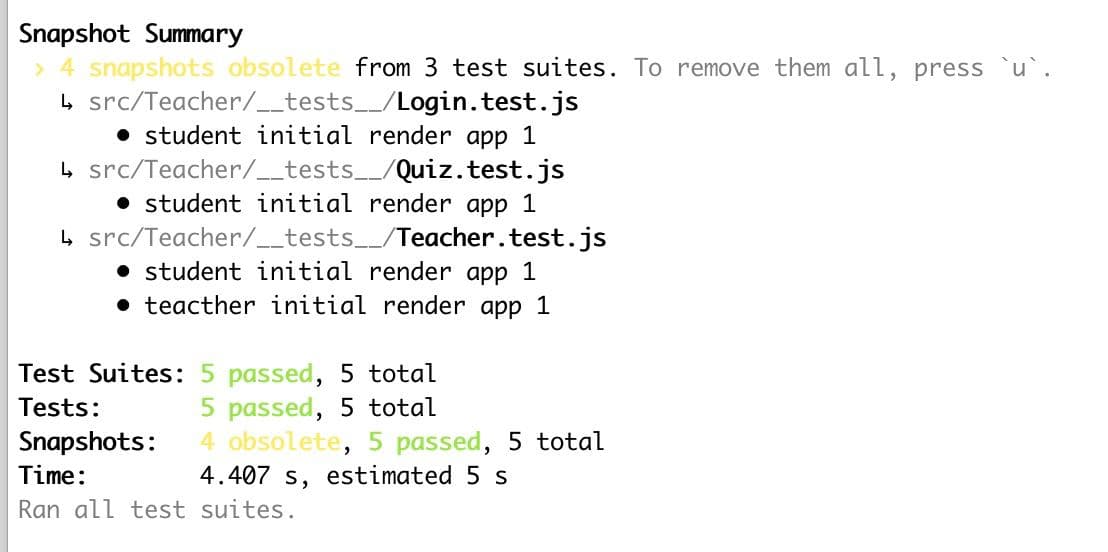 Snapshot Summary
› 4 snapshots obsolete from 3 test suites. To remove them all, press `u`.
↳ src/Teacher/__tests__/Login.test.js
• student initial render app 1
↳ src/Teacher/__tests__/Quiz.test.js
• student initial render app 1
↳ src/Teacher/__tests__/Teacher.test.js
• student initial render app 1
• teacther initial render app 1
Test Suites: 5 passed, 5 total
Tests: 5 passed, 5 total
Snapshots: 4 obsolete, 5 passed, 5 total
Time: 4.407 s, estimated 5 s
Ran all test suites.